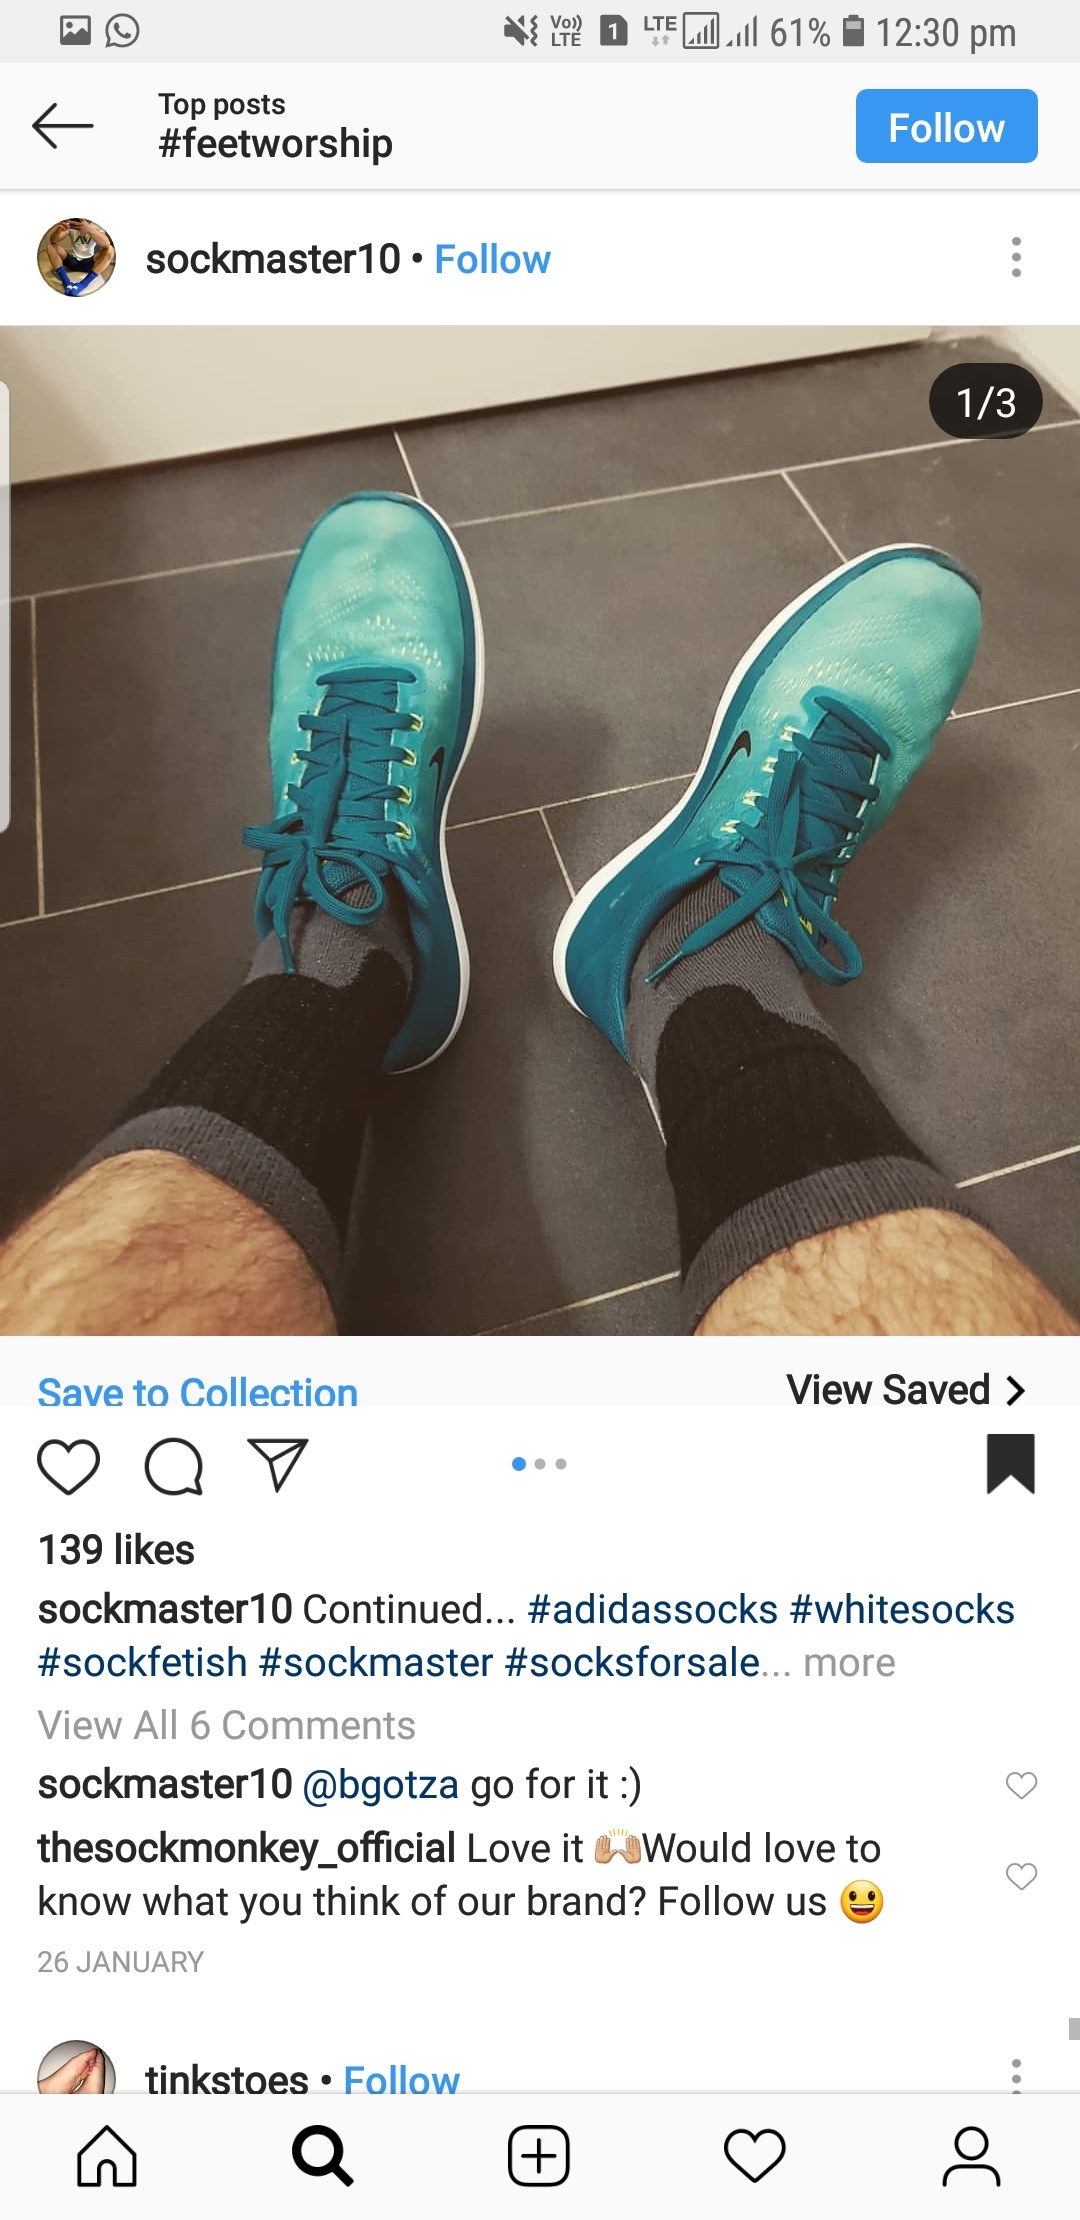 Vo)) LTE 1 LTE 61% 12:30 pm
Top posts
#feetworship
Follow
sockmaster10 • Follow
1/3
Save to Collection
View Saved
139 likes
sockmaster10 Continued... #adidassocks #whitesocks
#sockfetish #sockmaster #socksforsale... more
View All 6 Comments
sockmaster10 @bgotza go for it :)
thesockmonkey_official Love it 🙌🏼Would love to
know what you think of our brand? Follow us 😃
26 JANUARY
tinkstoes • Follow